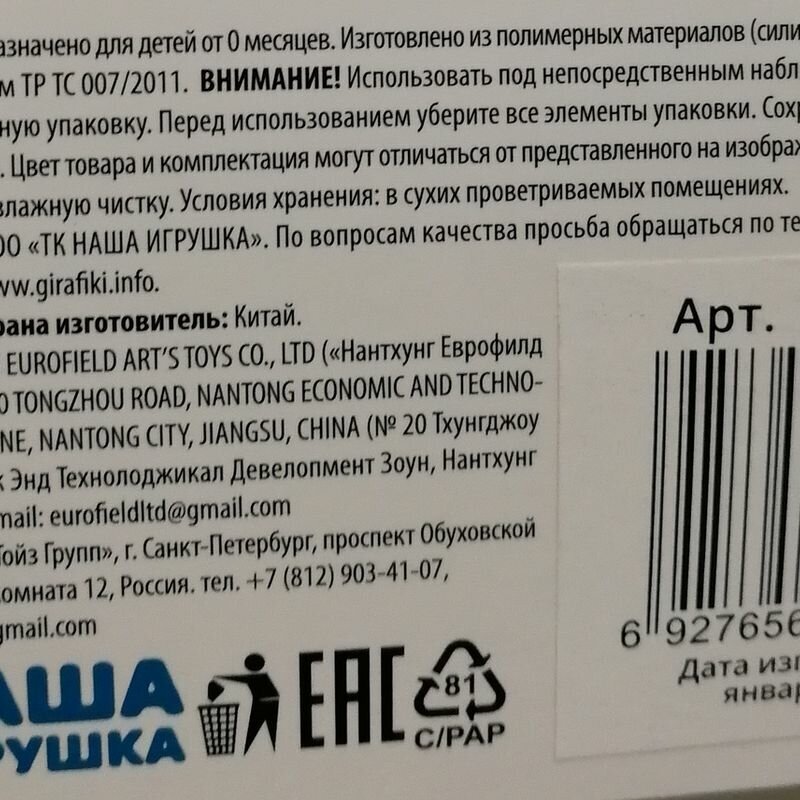 азначено для детей от 0 месяцев. Изготовлено из полимерных материалов (сили
м ТР ТС 007/2011. ВНИМАНИЕ! Использовать под непосредственным набл
ную упаковку. Перед использованием уберите все элементы упаковки. Сохр
. Цвет товара и комплектация могут отличаться от представленного на изображ
влажную чистку. Условия хранения: в сухих проветриваемых помещениях.
ОО «ТК НАША ИГРУШКА». По вопросам качества просьба обращаться по те
ww.girafiki.info.
рана изготовитель: Китай.
EUROFIELD ART'S TOYS CO., LTD («Нантхунг Еврофилд
0 TONGZHOU ROAD, NANTONG ECONOMIC AND TECHNO-
NE, NANTONG CITY, JIANGSU, CHINA (№ 20 Тхунгджоу
к Энд Технолоджикал Девелопмент Зоун, Нантхунг
mail: eurofieldltd@gmail.com
Тойз Групп», г. Санкт-Петербург, проспект Обуховской
омната 12, Россия. тел. +7 (812) 903-41-07,
gmail.com
АША
РУШКА
EAC
81
C/PAP
Арт.
6 927656
Дата изг
январ